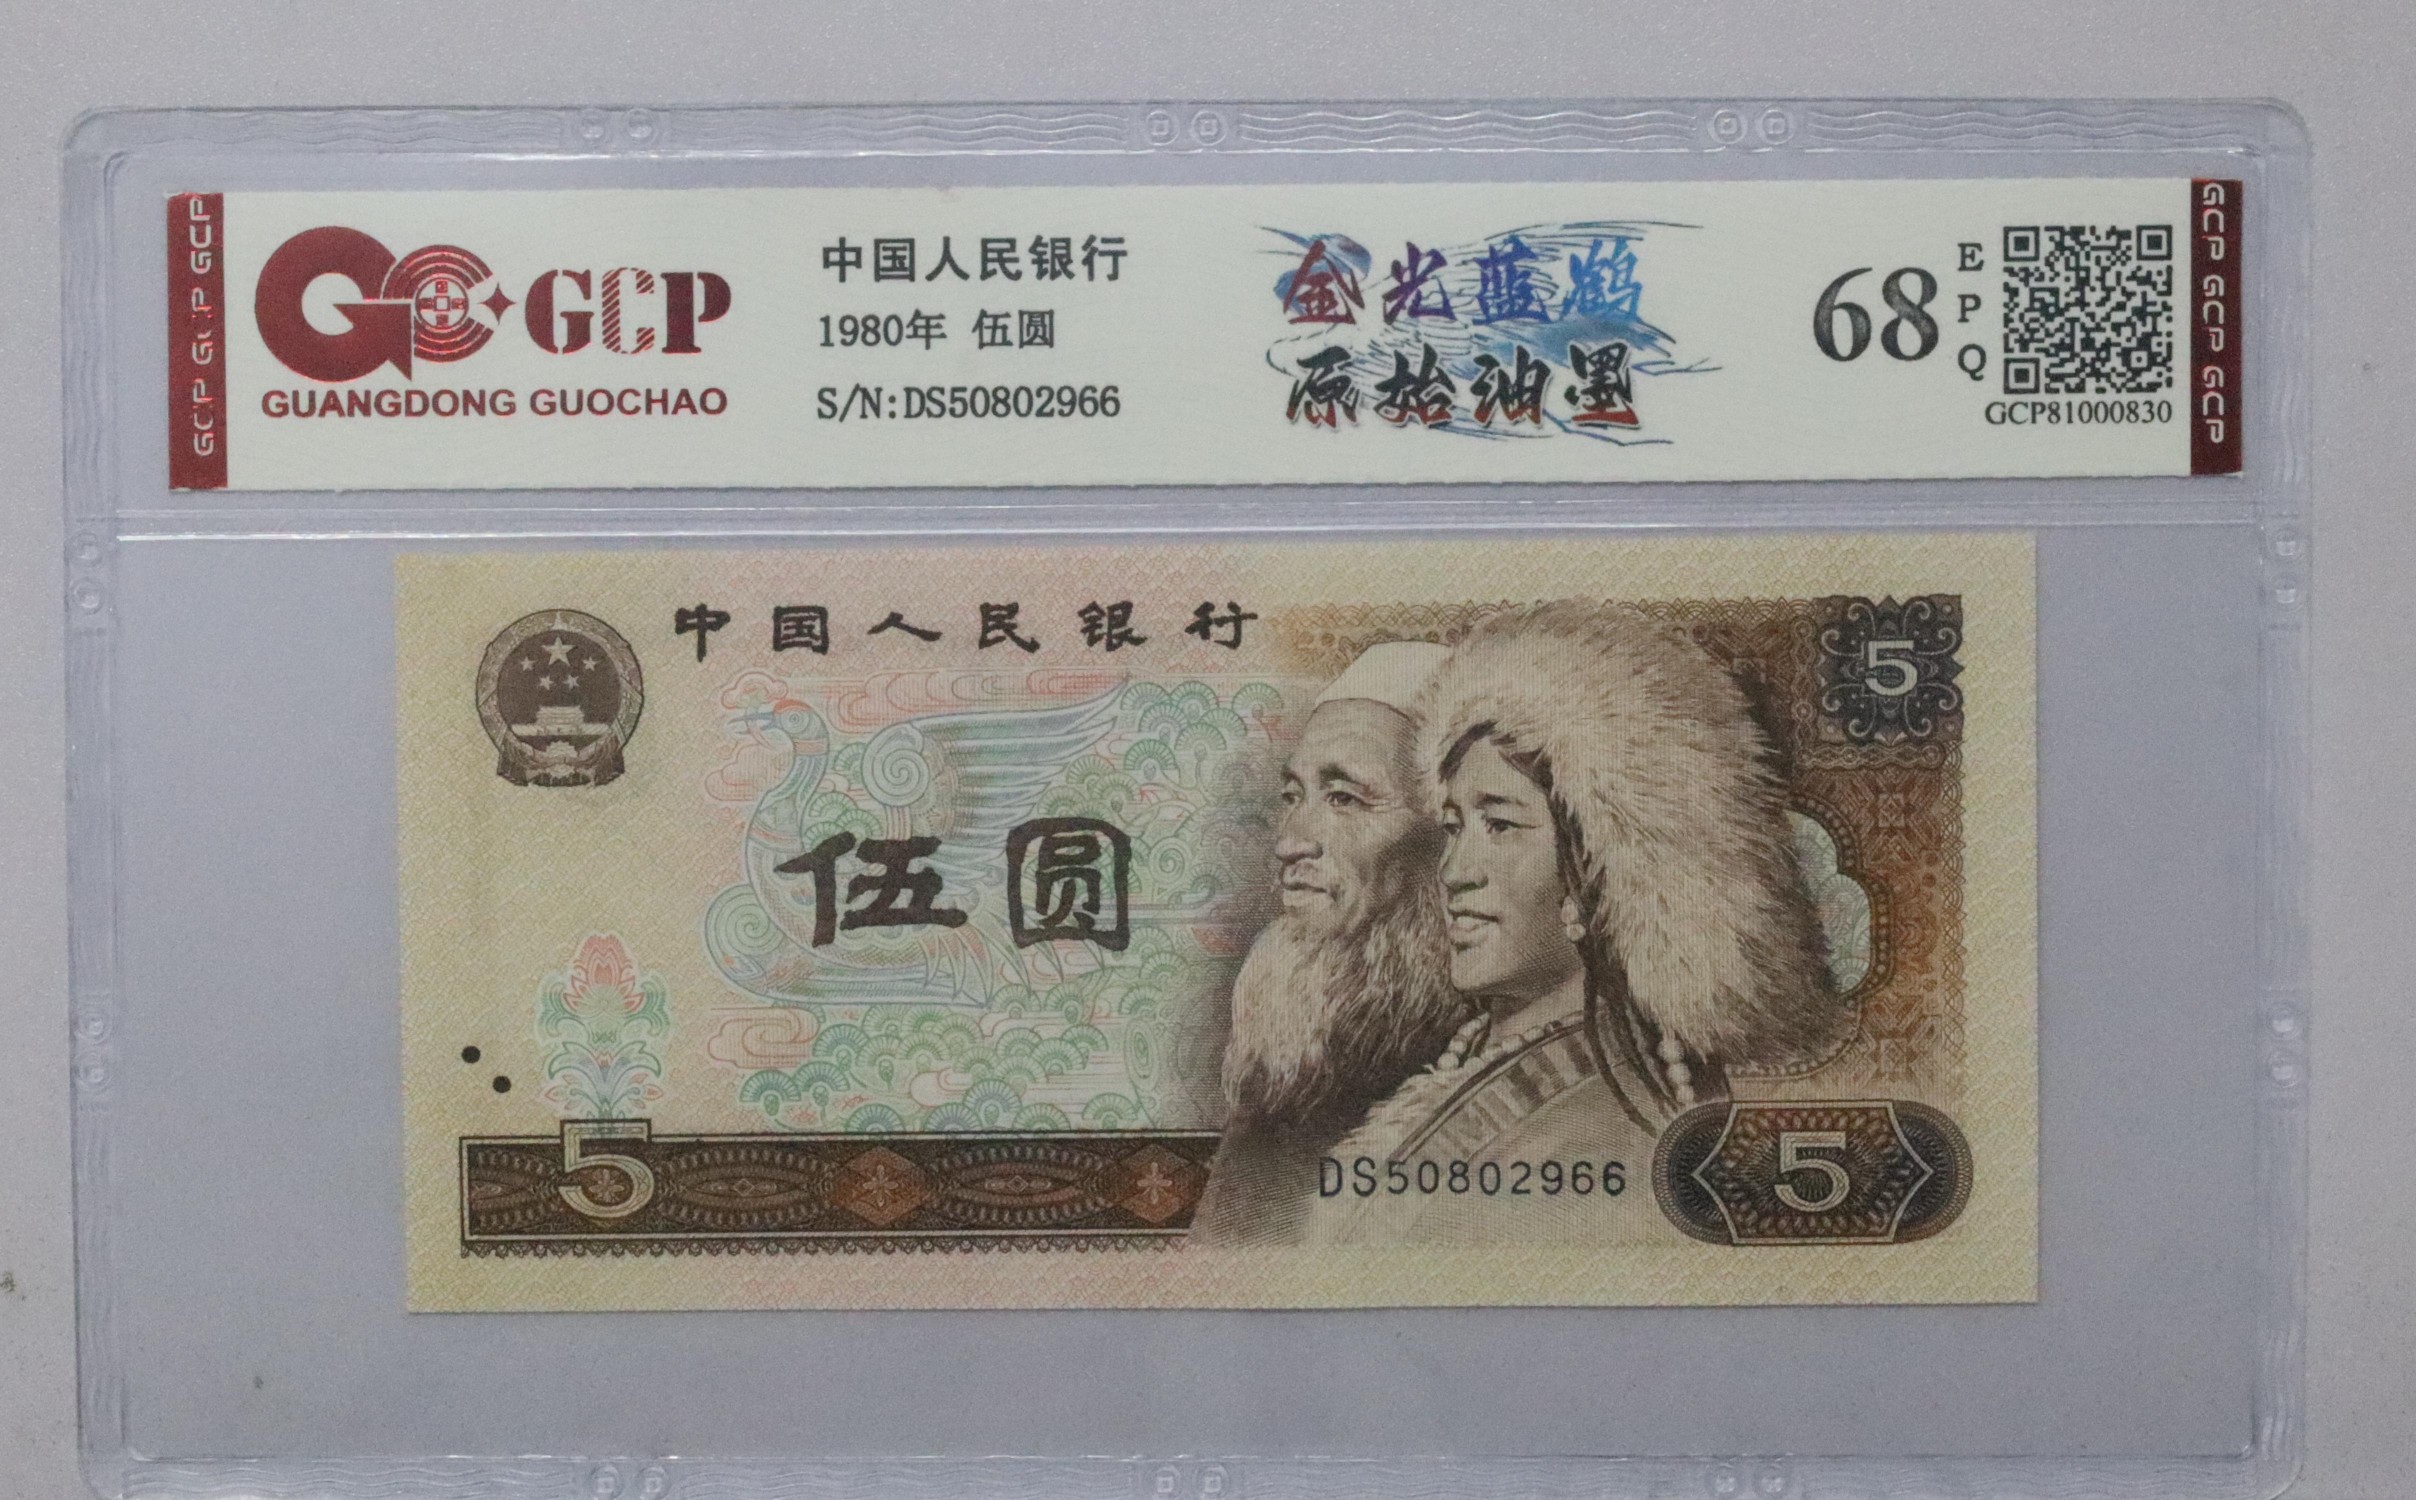 GCP GCP GCP
GCP
GUANGDONG GUOCHAO
中国人民银行
1980年 伍圆
S/N:DS50802966
金光蓝鹤
原始油墨
68
EPQ
GCP81000830
GCP GCP GCP
中国人民银行
5
伍圆
5
DS50802966
5